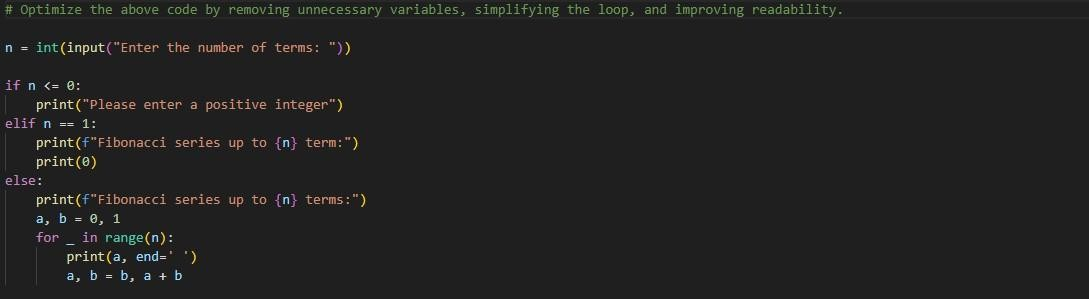 # Optimize the above code by removing unnecessary variables, simplifying the loop, and improving readability.
n = int(input("Enter the number of terms: "))
if n <= 0:
    print("Please enter a positive integer")
elif n == 1:
    print(f"Fibonacci series up to {n} term:")
    print(0)
else:
    print(f"Fibonacci series up to {n} terms:")
    a, b = 0, 1
    for _ in range(n):
        print(a, end=' ')
        a, b = b, a + b